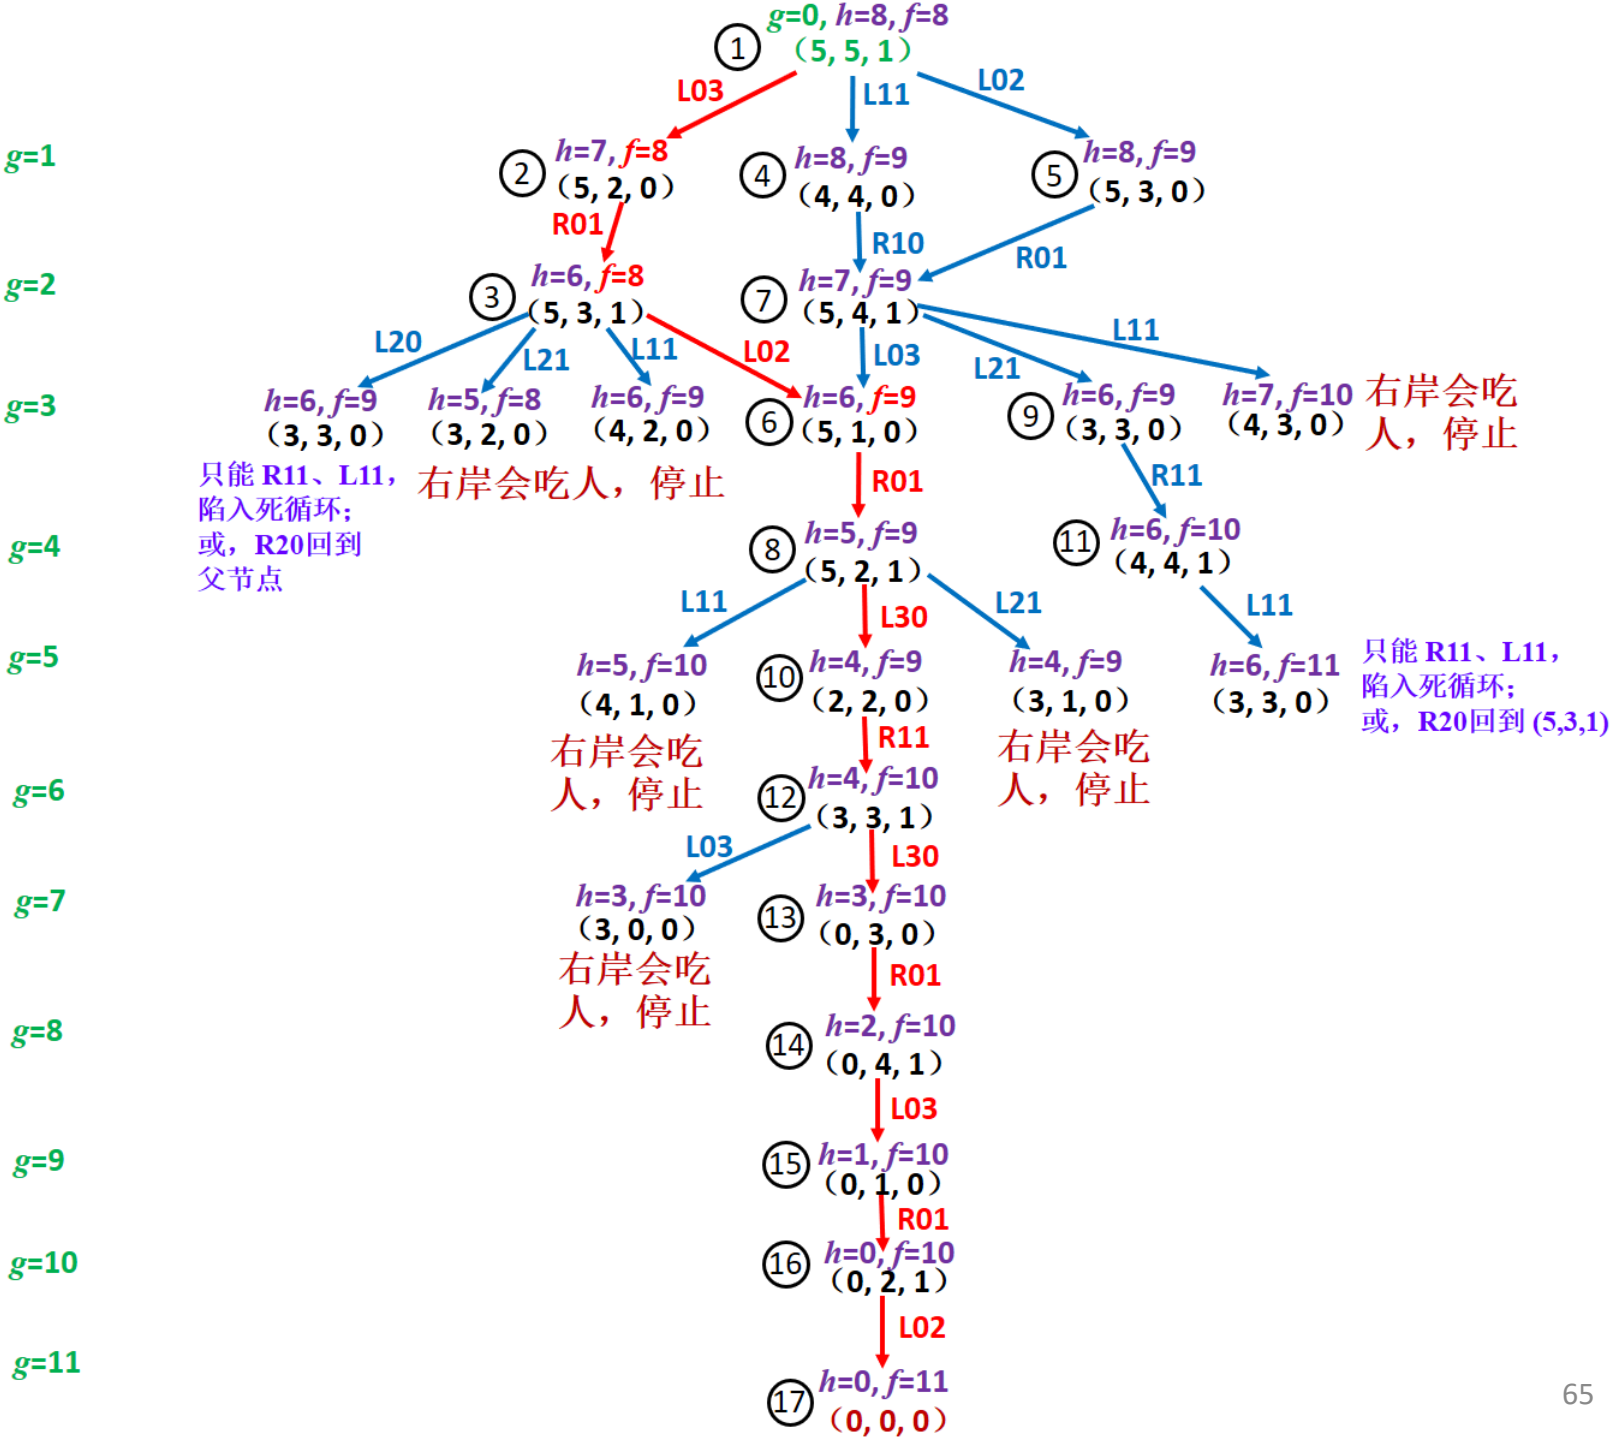 g=0, h=8, f=8
1
(5, 5, 1)
L03
L11
L02
g=1
2
h=7, f=8
(5, 2, 0)
4
h=8, f=9
(4, 4, 0)
5
h=8, f=9
(5, 3, 0)
R01
R10
R01
g=2
3
h=6, f=8
(5, 3, 1)
7
h=7, f=9
(5, 4, 1)
L20
L21
L11
L02
L03
L21
L11
g=3
h=6, f=9
(3, 3, 0)
h=5, f=8
(3, 2, 0)
h=6, f=9
(4, 2, 0)
6
h=6, f=9
(5, 1, 0)
9
h=6, f=9
(3, 3, 0)
h=7, f=10
(4, 3, 0)
右岸会吃
人，停止
只能 R11、L11，
陷入死循环；
或，R20回到
父节点
右岸会吃人，停止
R01
R11
g=4
8
h=5, f=9
(5, 2, 1)
11
h=6, f=10
(4, 4, 1)
L11
L30
L21
L11
g=5
h=5, f=10
(4, 1, 0)
右岸会吃
人，停止
10
h=4, f=9
(2, 2, 0)
h=4, f=9
(3, 1, 0)
右岸会吃
人，停止
h=6, f=11
(3, 3, 0)
只能 R11、L11，
陷入死循环；
或，R20回到 (5,3,1)
R11
g=6
12
h=4, f=10
(3, 3, 1)
L03
L30
g=7
h=3, f=10
(3, 0, 0)
右岸会吃
人，停止
13
h=3, f=10
(0, 3, 0)
R01
g=8
14
h=2, f=10
(0, 4, 1)
L03
g=9
15
h=1, f=10
(0, 1, 0)
R01
g=10
16
h=0, f=10
(0, 2, 1)
L02
g=11
17
h=0, f=11
(0, 0, 0)
65